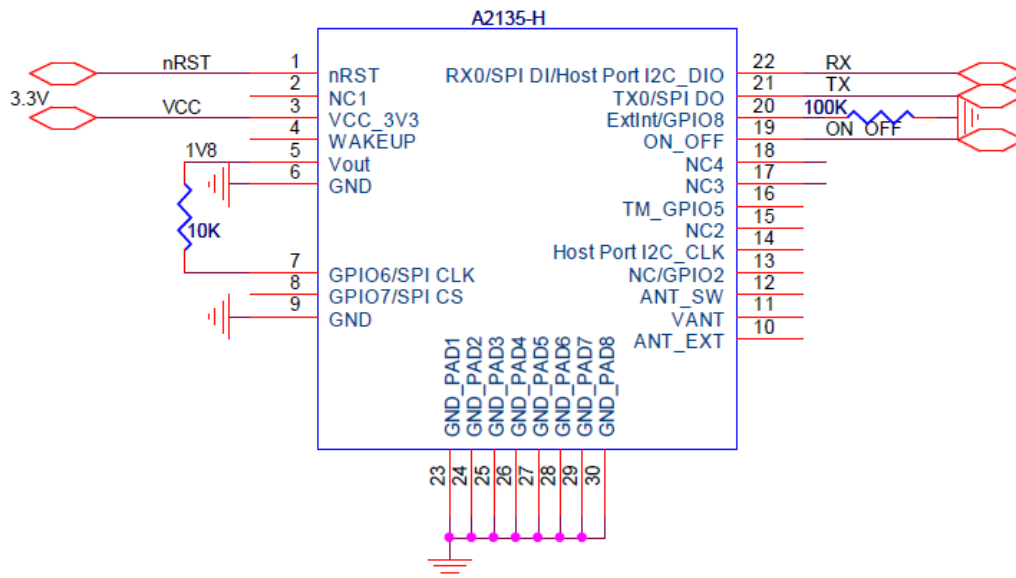 A2135-H
nRST 1 nRST
2 NC1
3.3V VCC 3 VCC_3V3
4 WAKEUP
1V8 5 Vout
6 GND
10K
7 GPIO6/SPI CLK
8 GPIO7/SPI CS
9 GND
RX0/SPI DI/Host Port I2C_DIO 22 RX
TX0/SPI DO 21 TX
ExtInt/GPIO8 20 100K
ON_OFF 19 ON_OFF
NC4 18
NC3 17
TM_GPIO5 16
NC2 15
Host Port I2C_CLK 14
NC/GPIO2 13
ANT_SW 12
VANT 11
ANT_EXT 10
GND_PAD1 23
GND_PAD2 24
GND_PAD3 25
GND_PAD4 26
GND_PAD5 27
GND_PAD6 28
GND_PAD7 29
GND_PAD8 30